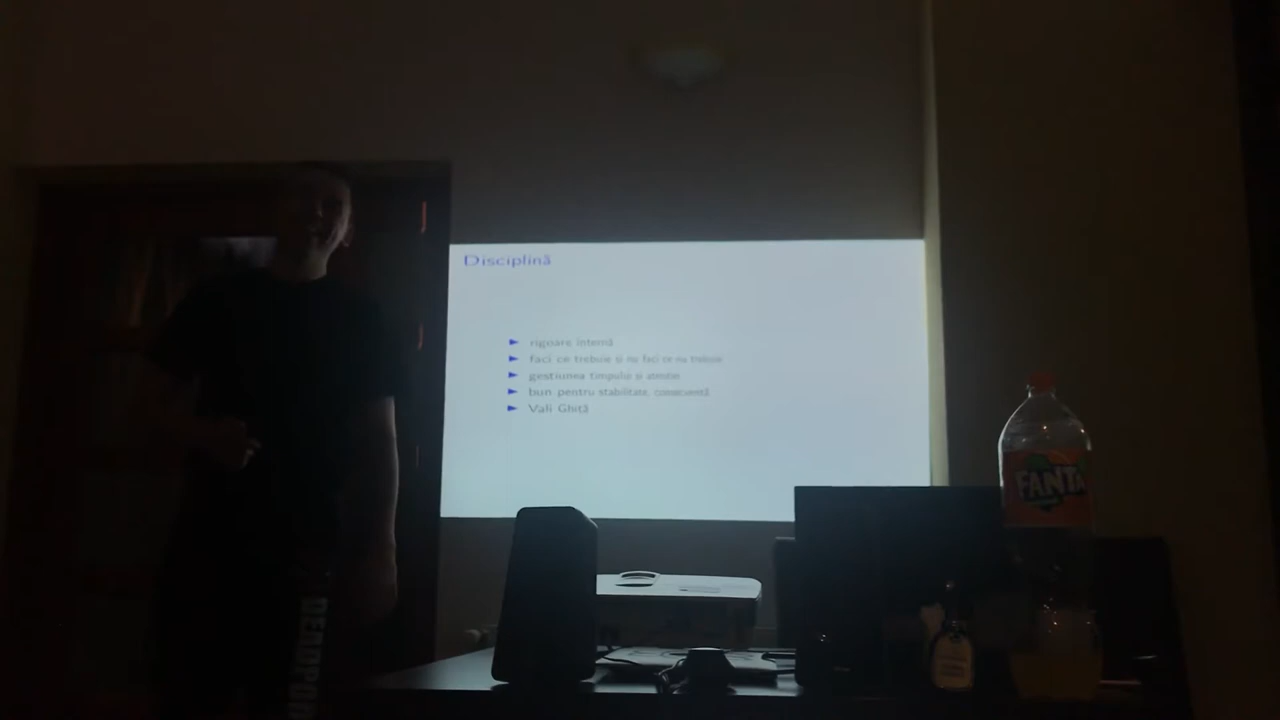 Disciplină
rigoare internă
faci ce trebuie și nu faci ce nu trebuie
gestiunea timpului și atenției
bun pentru stabilitate, consecvență
Vali Ghiță
FANTA